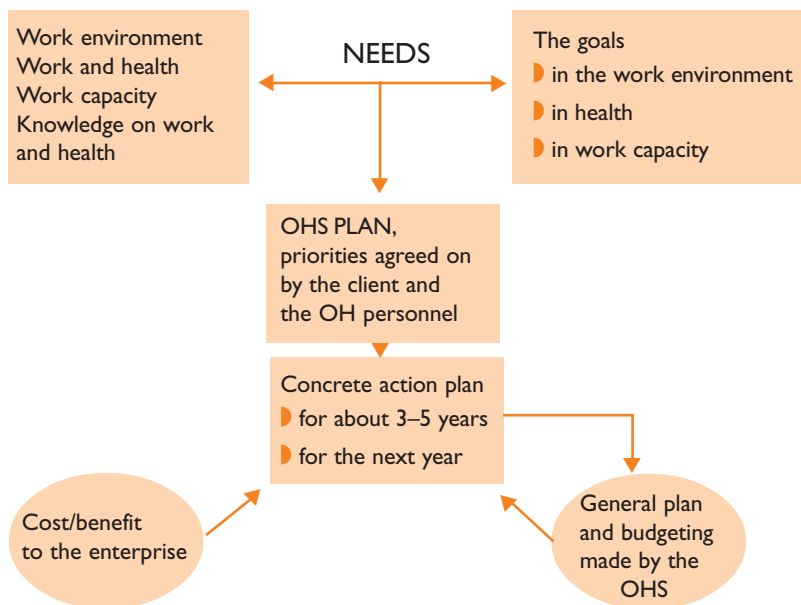 Work environment
Work and health
Work capacity
Knowledge on work
and health
NEEDS
The goals
in the work environment
in health
in work capacity
OHS PLAN,
priorities agreed on
by the client and
the OH personnel
Concrete action plan
for about 3–5 years
for the next year
Cost/benefit
to the enterprise
General plan
and budgeting
made by the
OHS